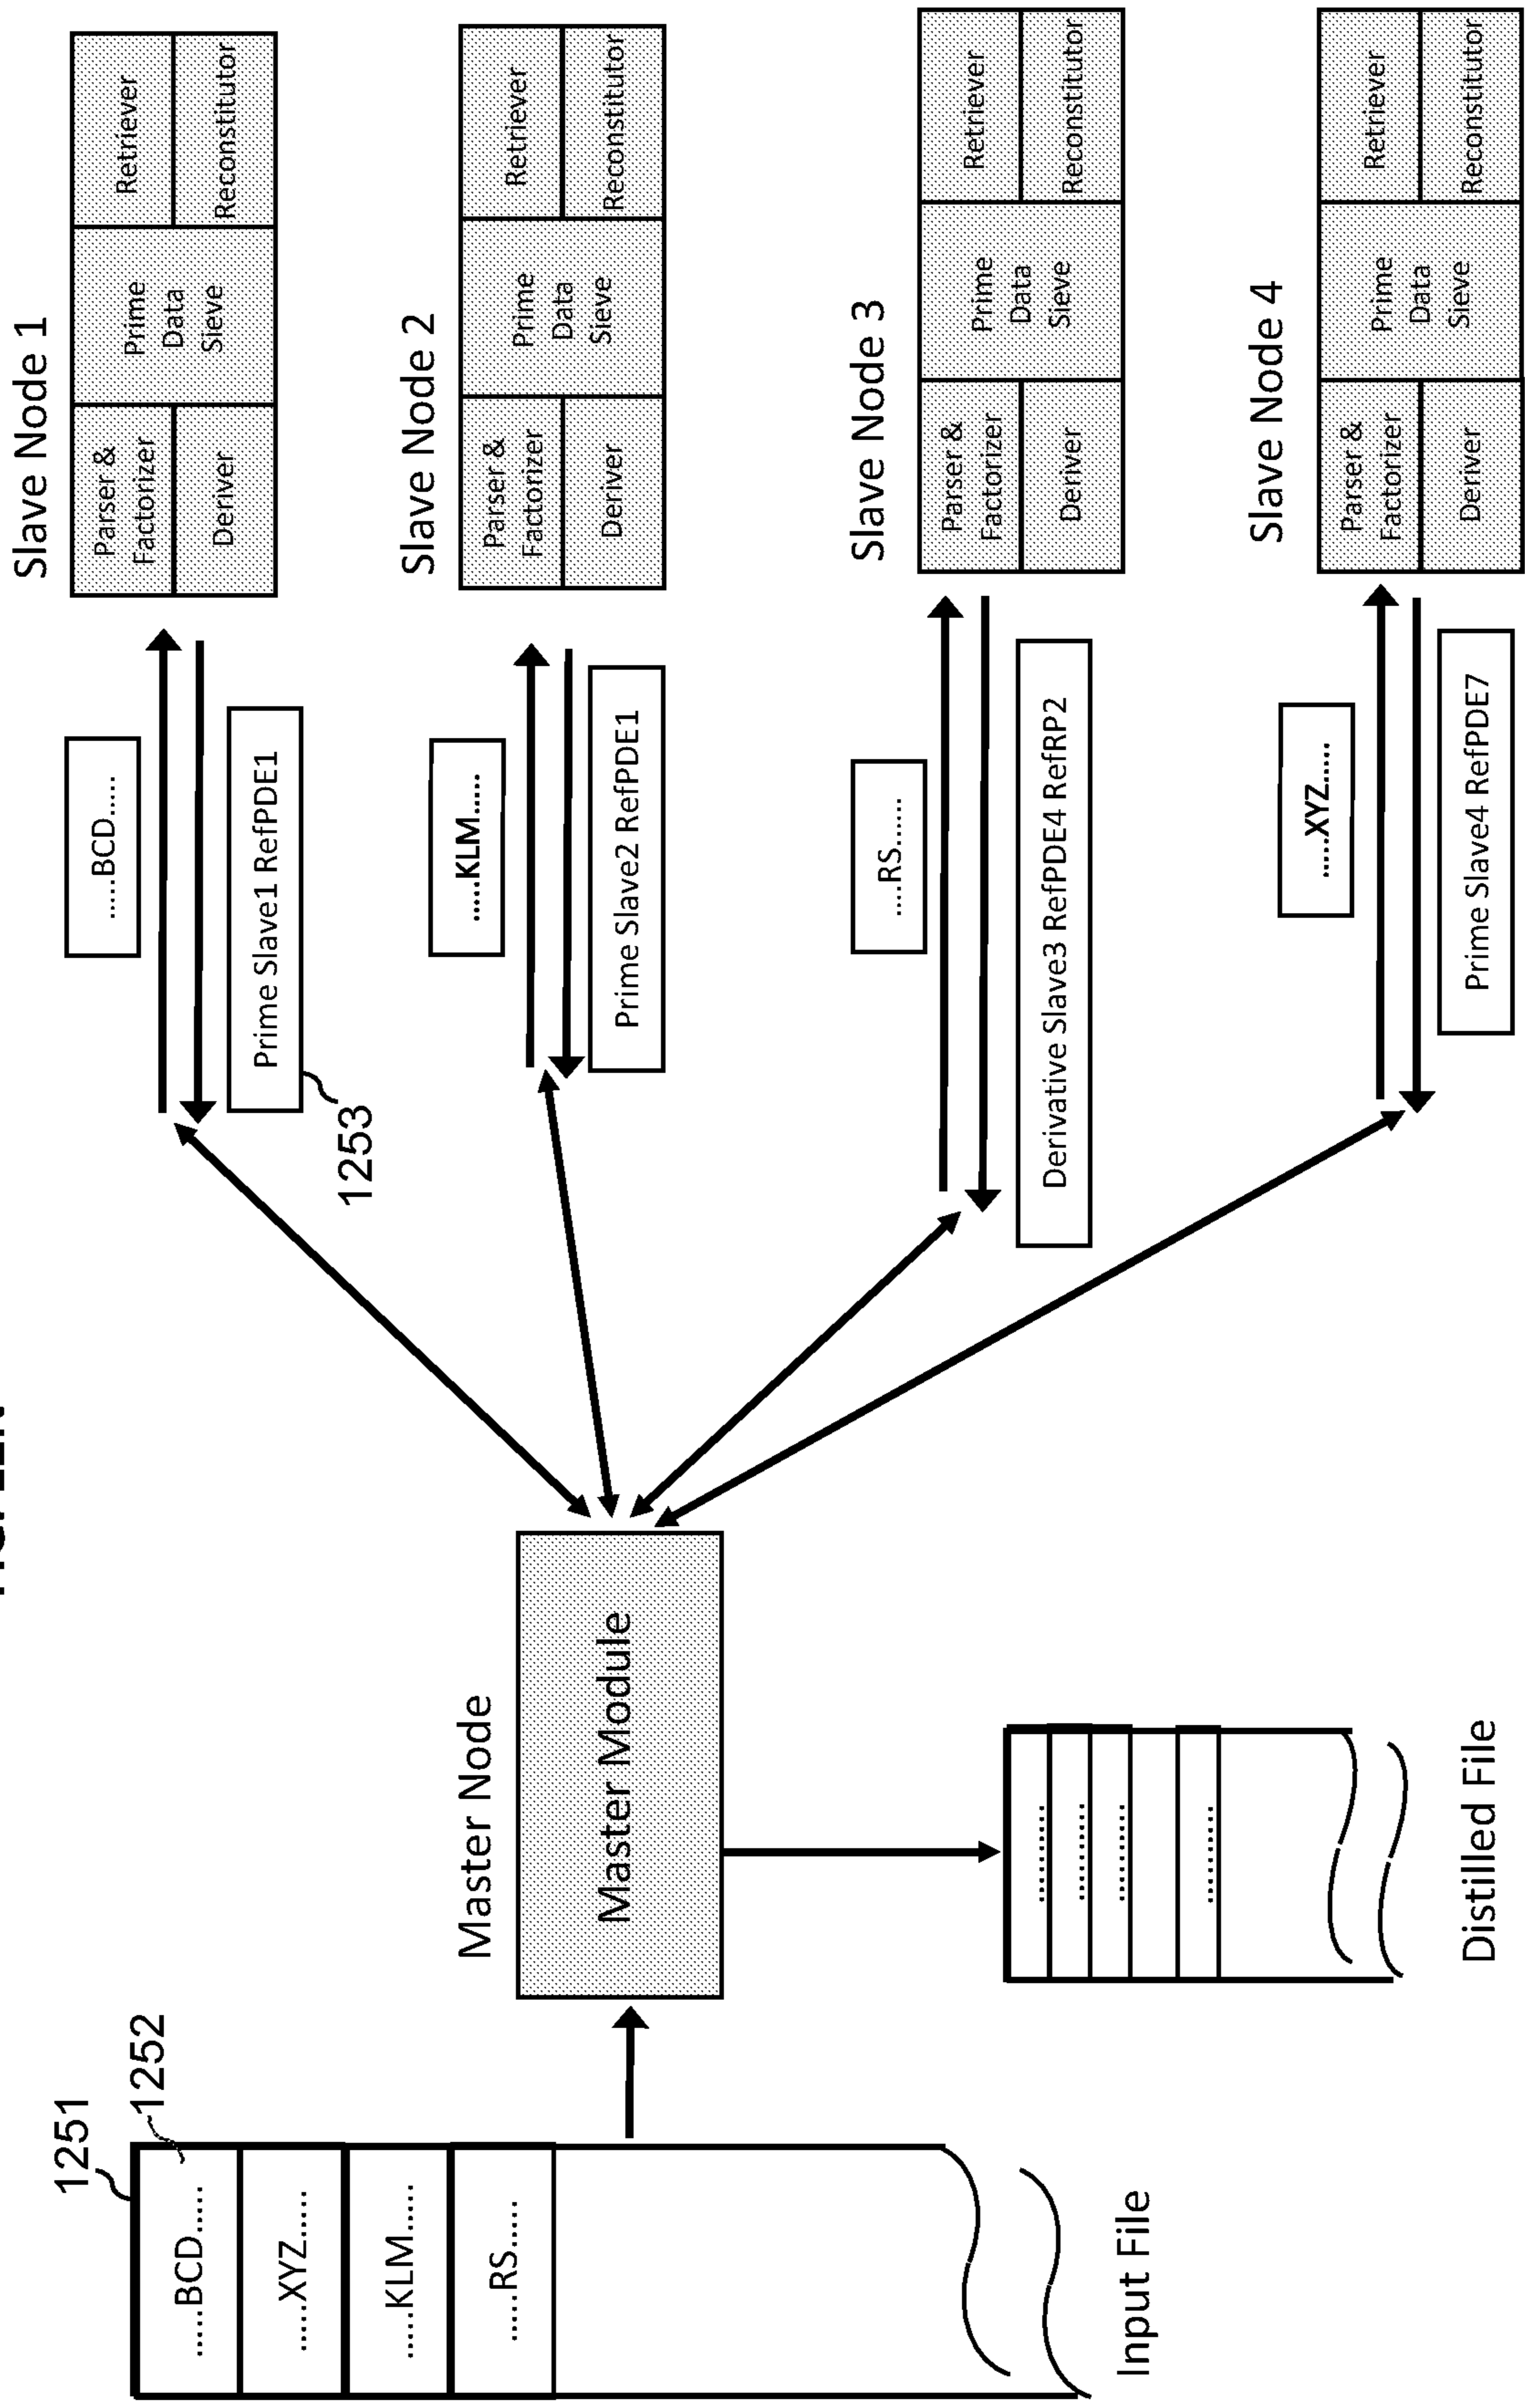 1251
1252
.....BCD.....
......XYZ.....
.....KLM.....
.....RS.....
Input File
Master Node
Master Module
..........
..........
..........
..........
Distilled File
.....BCD.....
Prime Slave1 RefPDE1
1253
.....KLM.....
Prime Slave2 RefPDE1
.....RS......
Derivative Slave3 RefPDE4 RefRP2
.....XYZ.....
Prime Slave4 RefPDE7
Slave Node 1
Parser &
Factorizer
Deriver
Prime
Data
Sieve
Retriever
Reconstitutor
Slave Node 2
Parser &
Factorizer
Deriver
Prime
Data
Sieve
Retriever
Reconstitutor
Slave Node 3
Parser &
Factorizer
Deriver
Prime
Data
Sieve
Retriever
Reconstitutor
Slave Node 4
Parser &
Factorizer
Deriver
Prime
Data
Sieve
Retriever
Reconstitutor